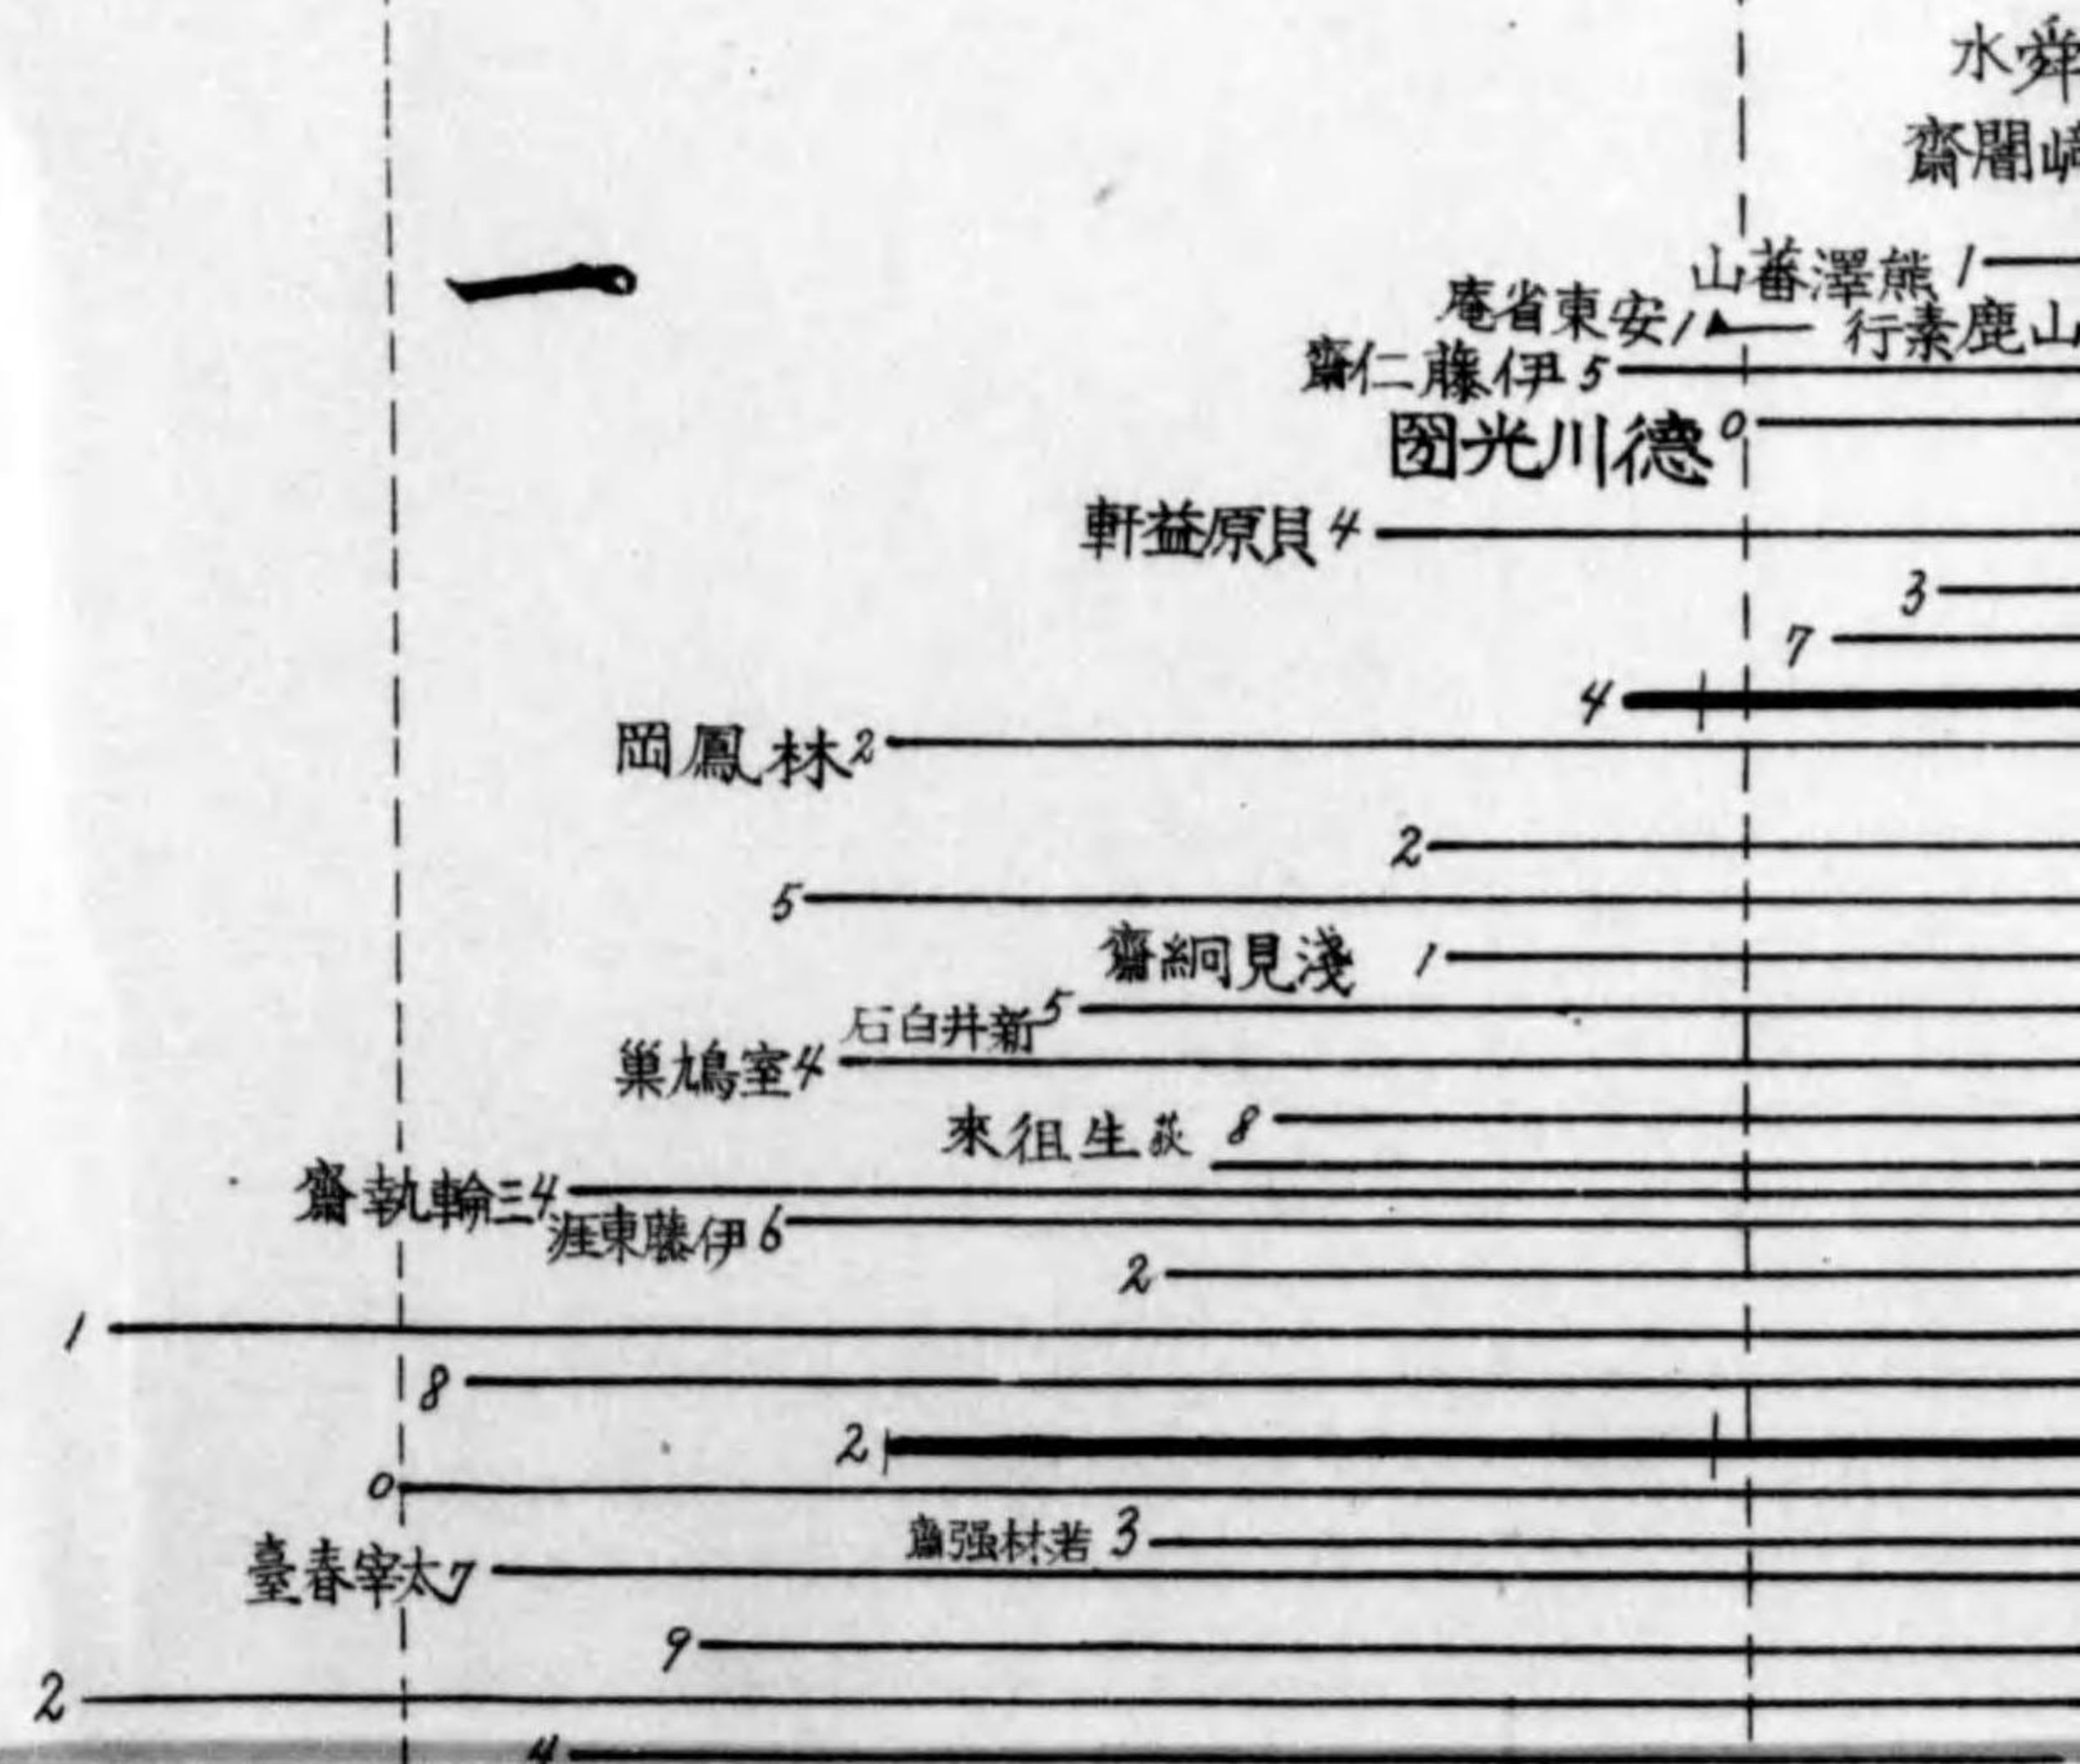 舜水
闇齋
1 熊澤蕃山
一
山鹿素行
1 安東省庵
5 伊藤仁齋
0 德川光圀
4 貝原益軒
3
7
4
2 林鳳岡
2
5
1 淺見絅齋
5 新井白石
4 室鳩巢
8 荻生徂來
4 三輪執齋
6 伊藤東涯
2
1
8
2
0
3 若林强齋
7 太宰春臺
9
2
4